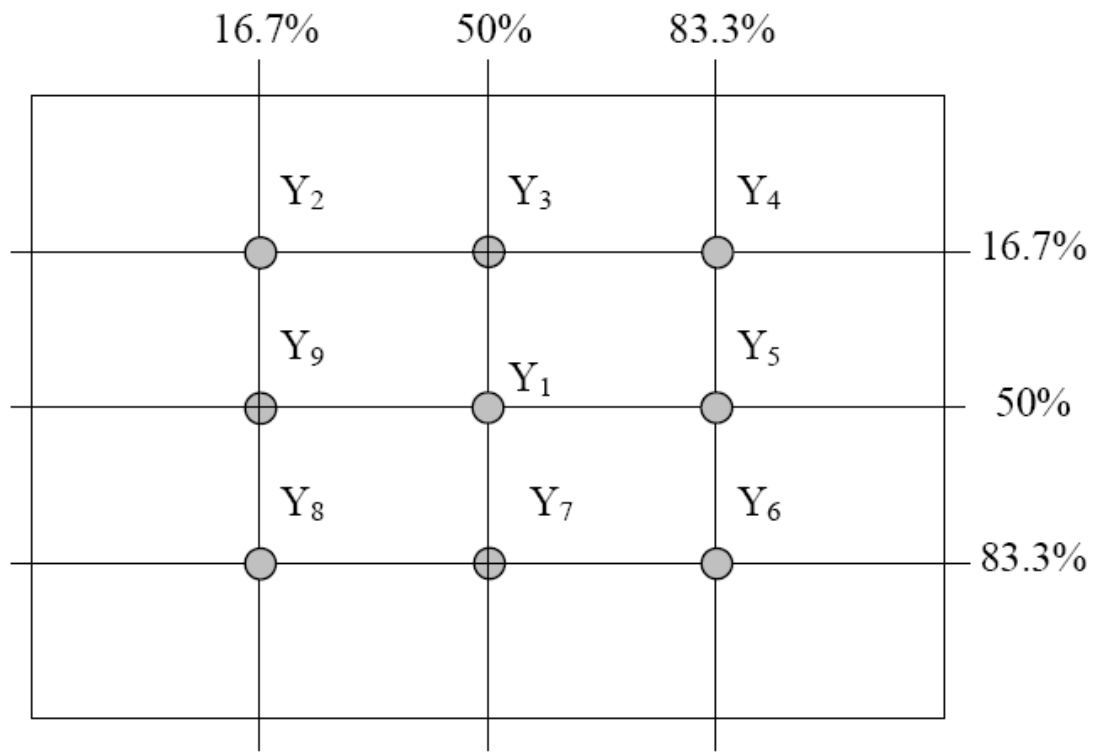 16.7% 50% 83.3%
Y₂ Y₃ Y₄
16.7%
Y₉ Y₁ Y₅
50%
Y₈ Y₇ Y₆
83.3%